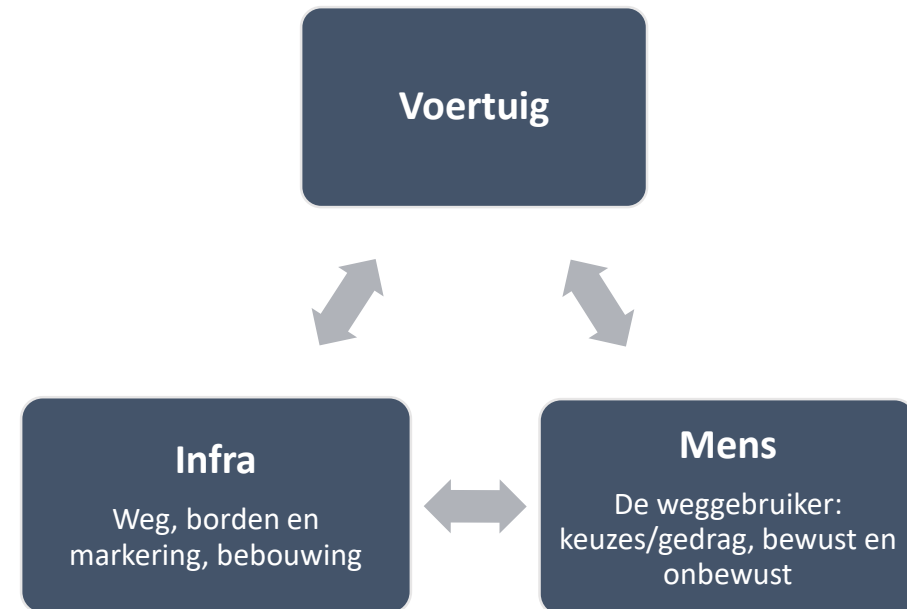 Voertuig
Infra
Weg, borden en
markering, bebouwing
Mens
De weggebruiker:
keuzes/gedrag, bewust en
onbewust